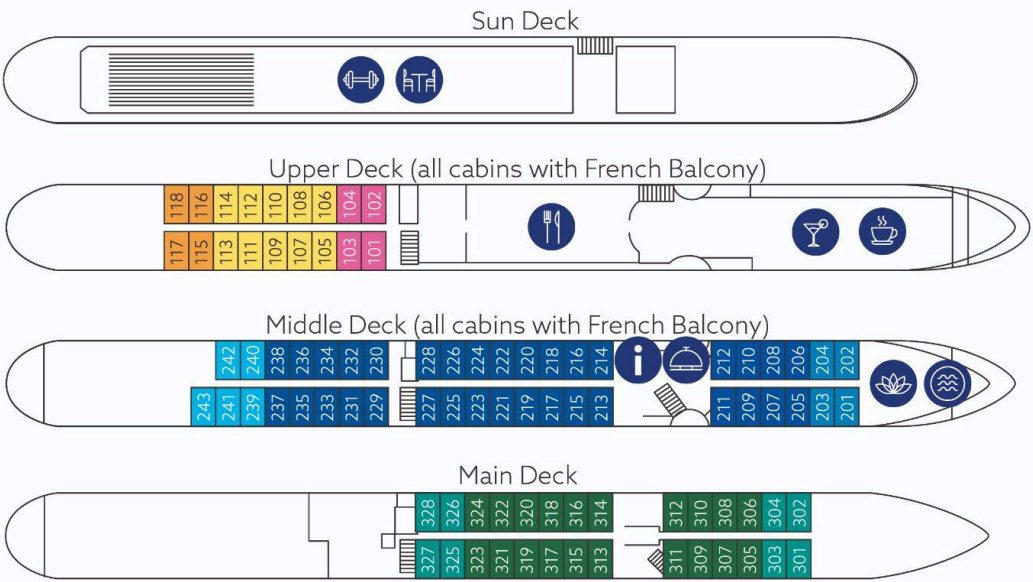 Sun Deck
Upper Deck (all cabins with French Balcony)
118 116 114 112 110 108 106 104 102
117 115 113 111 109 107 105 103 101
Middle Deck (all cabins with French Balcony)
242 240 238 236 234 232 230 228 226 224 222 220 218 216 214 i 212 210 208 206 204 202
243 241 239 237 235 233 231 229 227 225 223 221 219 217 215 213 211 209 207 205 203 201
Main Deck
328 326 324 322 320 318 316 314 312 310 308 306 304 302
327 325 323 321 319 317 315 313 311 309 307 305 303 301